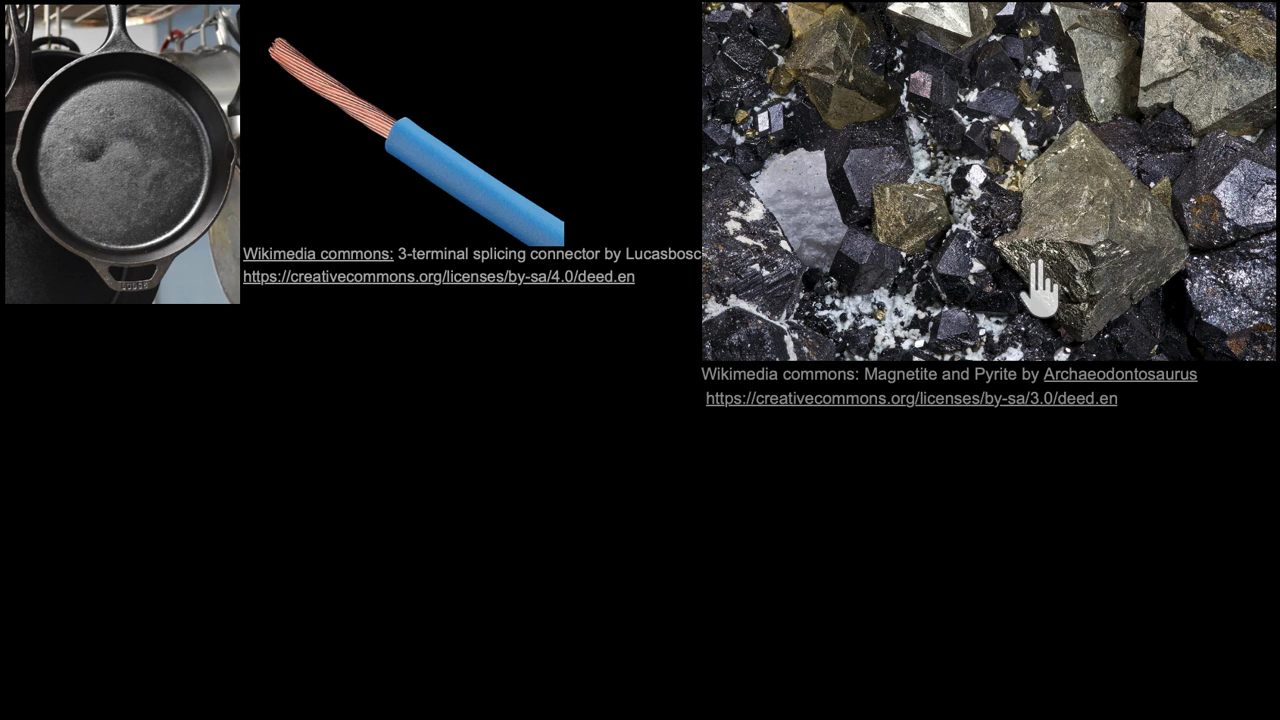 Wikimedia commons: 3-terminal splicing connector by Lucasbosc
https://creativecommons.org/licenses/by-sa/4.0/deed.en
Wikimedia commons: Magnetite and Pyrite by Archaeodontosaurus
https://creativecommons.org/licenses/by-sa/3.0/deed.en